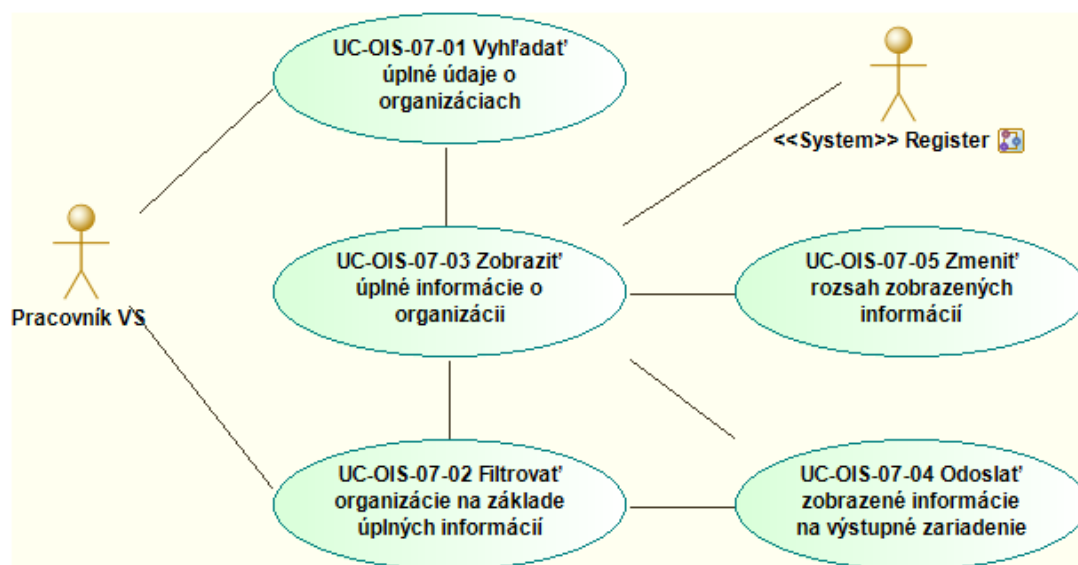 UC-OIS-07-01 Vyhľadať
úplné údaje o
organizáciach
<<System>> Register
Pracovník VS
UC-OIS-07-03 Zobraziť
úplné informácie o
organizácii
UC-OIS-07-05 Zmeniť
rozsah zobrazených
informácií
UC-OIS-07-02 Filtrovať
organizácie na základe
úplných informácií
UC-OIS-07-04 Odoslať
zobrazené informácie
na výstupné zariadenie